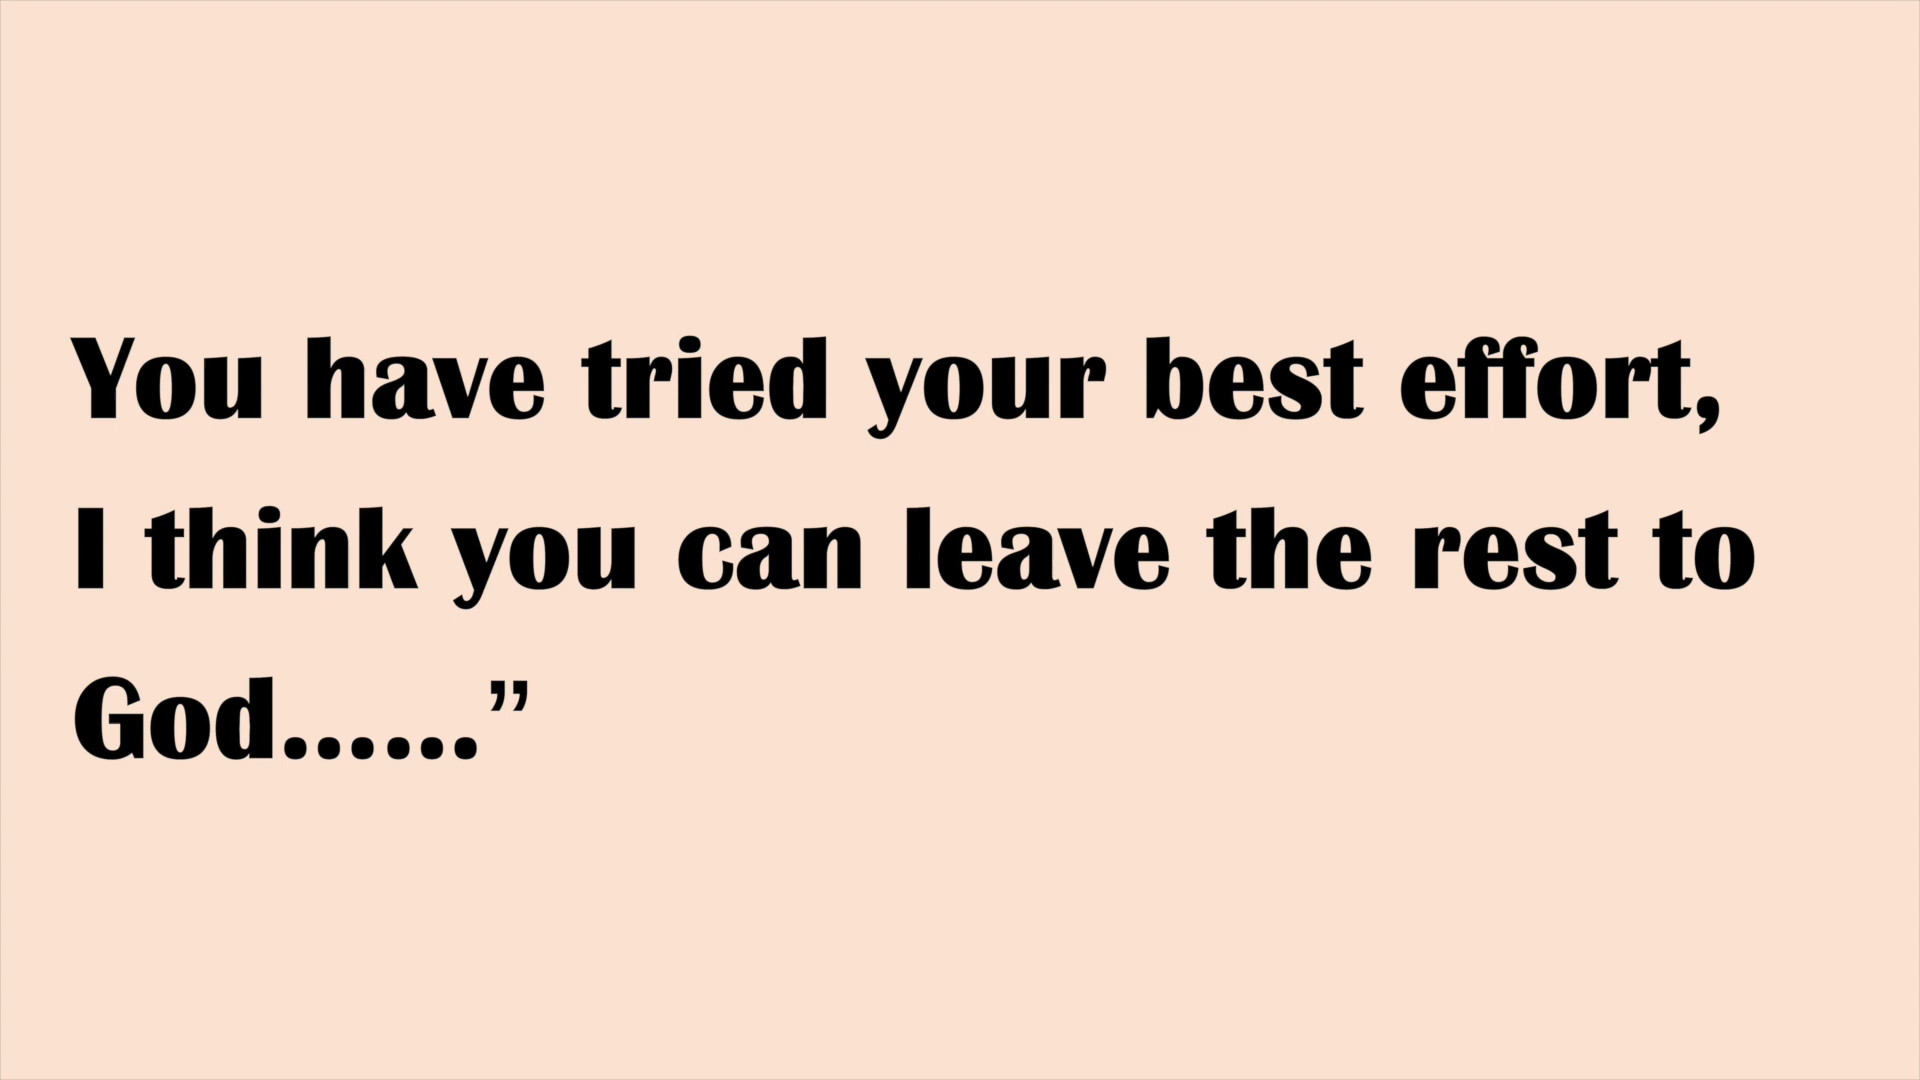 You have tried your best effort,
I think you can leave the rest to
God......”